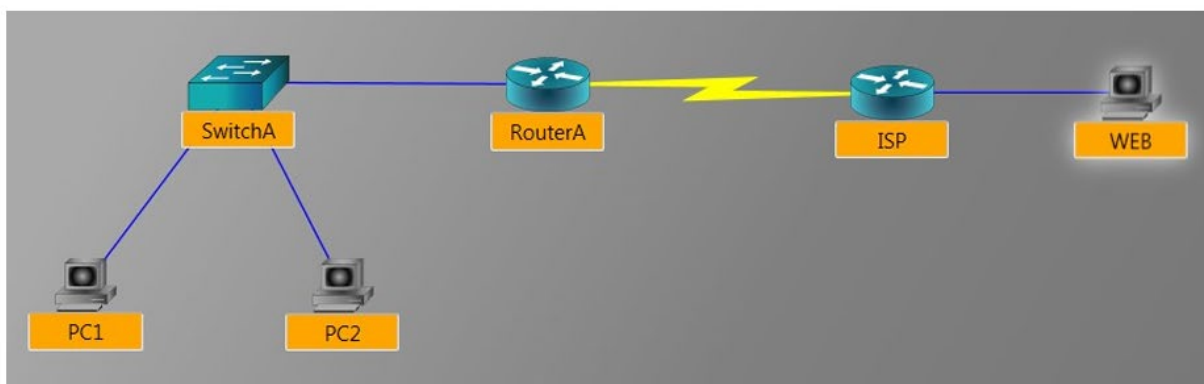 SwitchA
RouterA
ISP
WEB
PC1
PC2